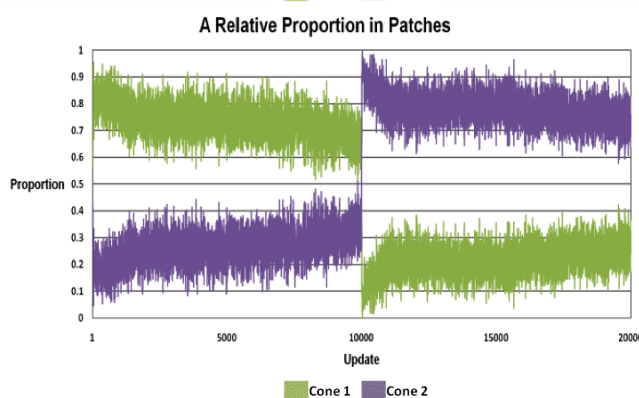 A Relative Proportion in Patches
1
0.9
0.8
0.7
0.6
Proportion 0.5
0.4
0.3
0.2
0.1
0
1 5000 10000 15000 20000
Update
Cone 1 Cone 2